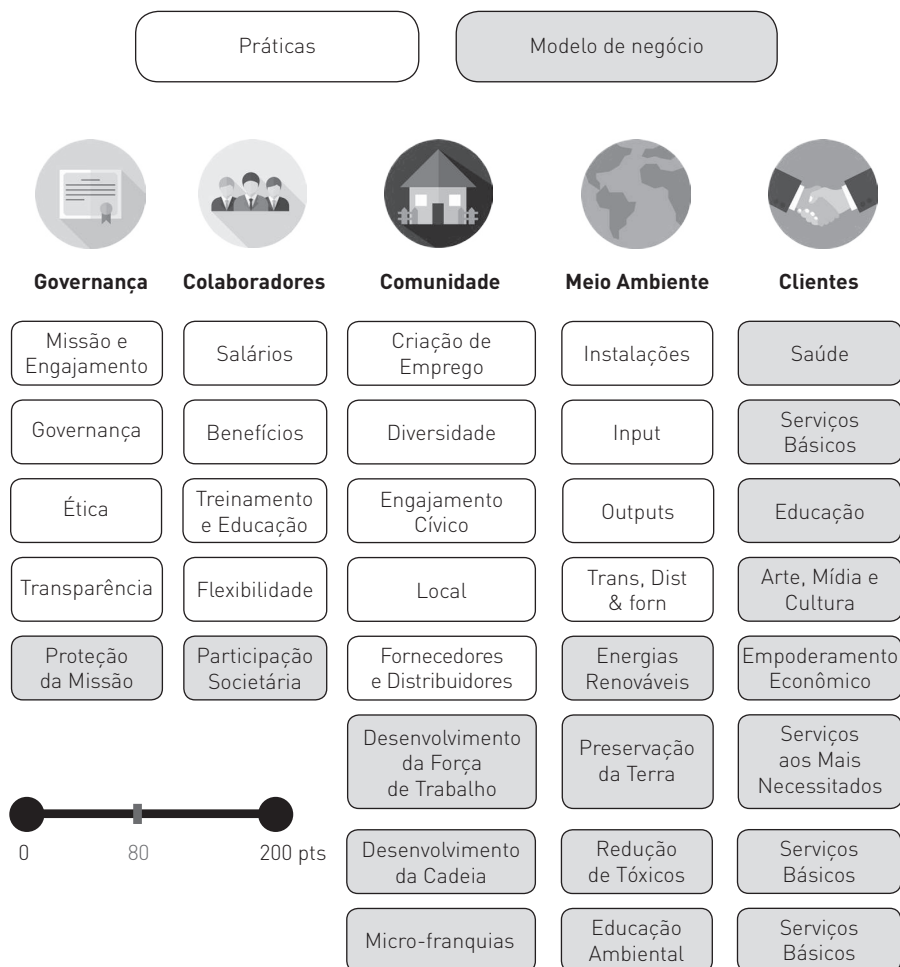 Práticas
Modelo de negócio
Governança
Colaboradores
Comunidade
Meio Ambiente
Clientes
Missão e
Engajamento
Salários
Criação de
Emprego
Instalações
Saúde
Governança
Benefícios
Diversidade
Input
Serviços
Básicos
Ética
Treinamento
e Educação
Engajamento
Cívico
Outputs
Educação
Transparência
Flexibilidade
Local
Trans, Dist
& forn
Arte, Mídia e
Cultura
Proteção
da Missão
Participação
Societária
Fornecedores
e Distribuidores
Energias
Renováveis
Empoderamento
Econômico
Desenvolvimento
da Força
de Trabalho
Preservação
da Terra
Serviços
aos Mais
Necessitados
0
80
200 pts
Desenvolvimento
da Cadeia
Redução
de Tóxicos
Serviços
Básicos
Micro-franquias
Educação
Ambiental
Serviços
Básicos